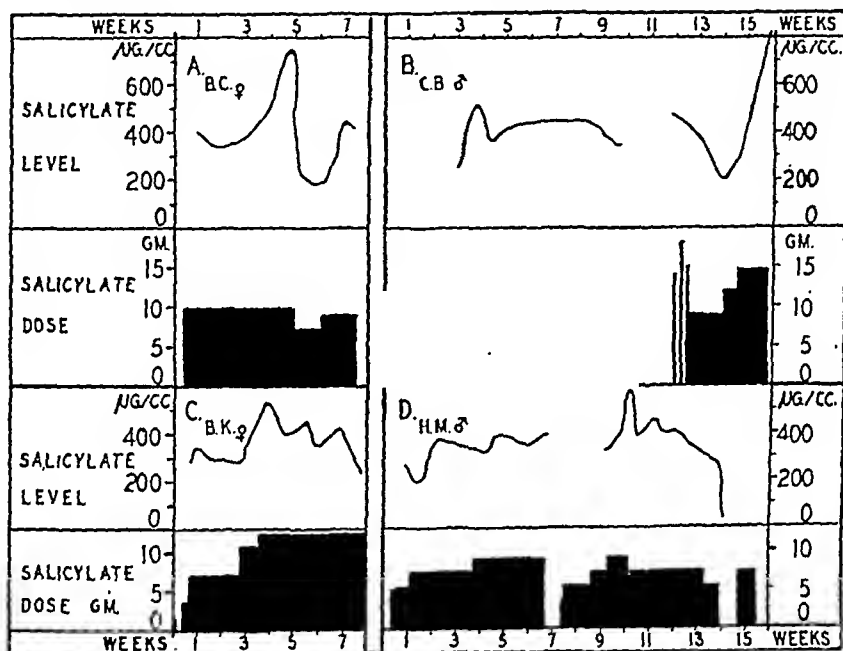 WEEKS 1 3 5 7 1 3 5 7 9 11 13 15 WEEKS
µG./CC. A. B.C. ♀ B. C.B ♂ µG./CC.
600 600
SALICYLATE
400 400
LEVEL
200 200
0 0
GM. GM.
SALICYLATE 15 15
DOSE 10 10
5 5
0 0
µG/CC. C. B.K. ♀ D. H.M. ♂ µG/CC.
400 400
SALICYLATE
200 200
LEVEL
0 0
SALICYLATE 10 10
DOSE GM. 5 5
0 0
WEEKS 1 3 5 7 1 3 5 7 9 11 13 15 WEEKS